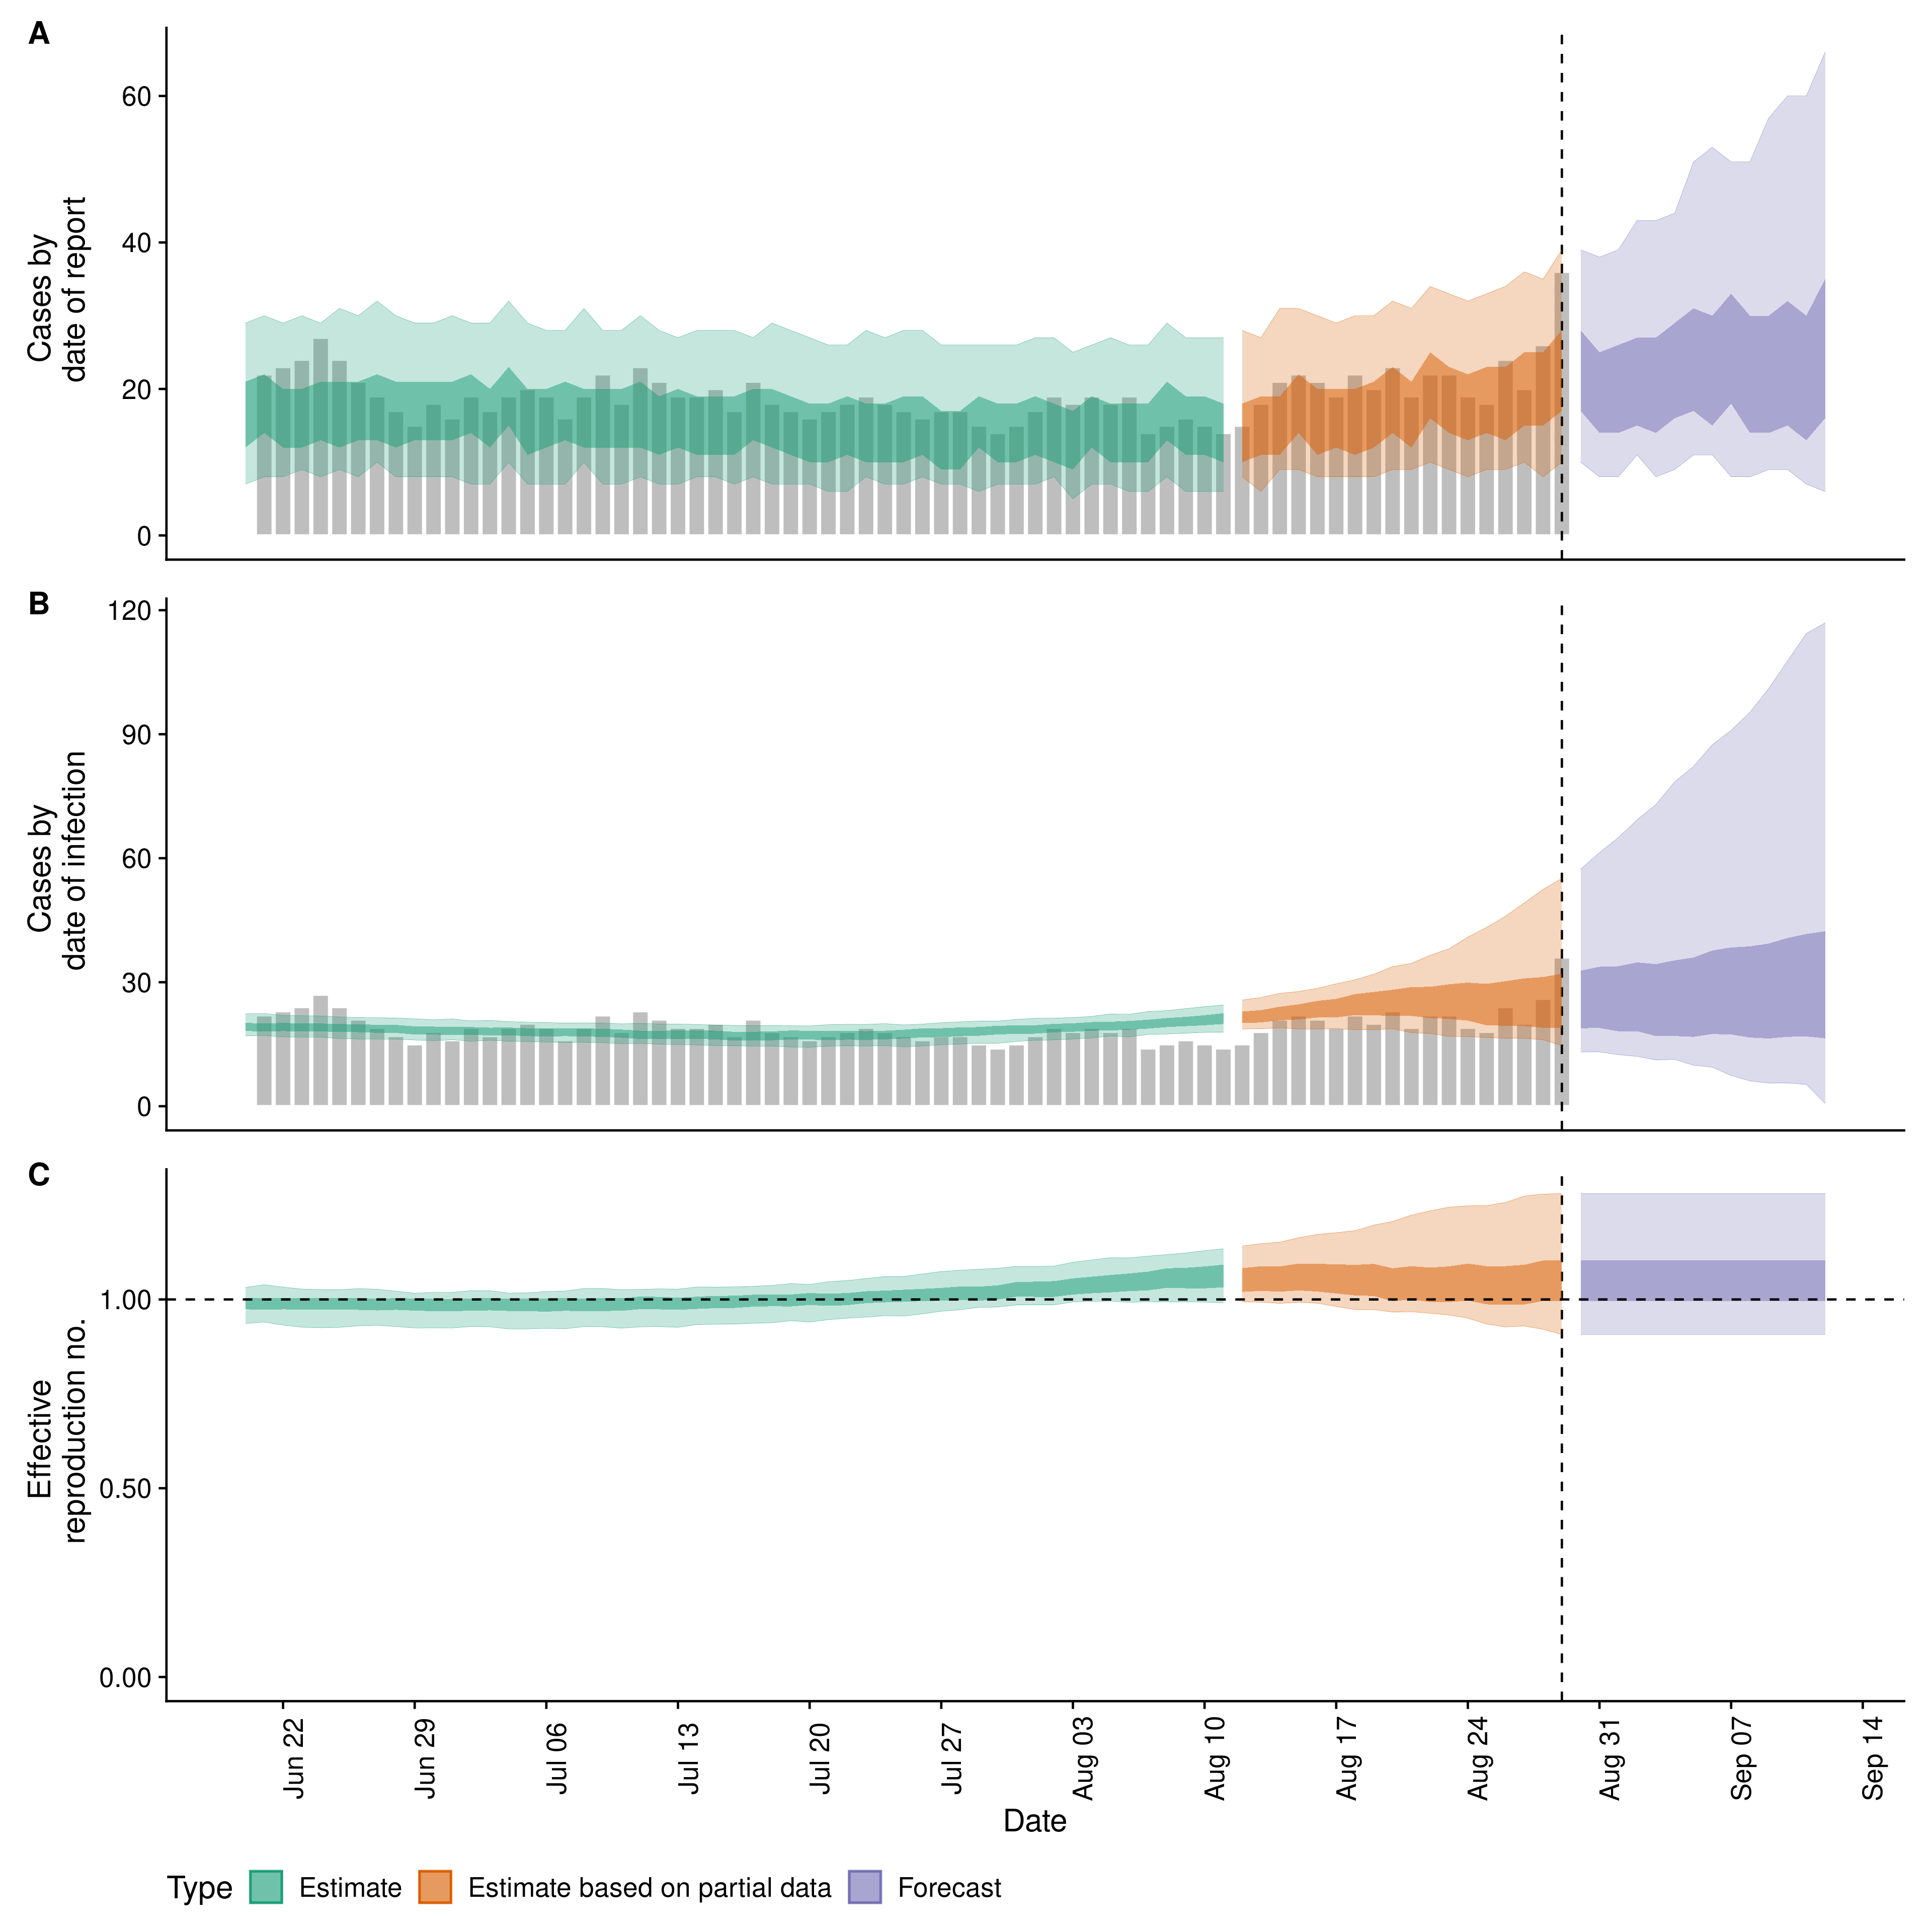 A
60
40
20
0
Cases by
date of report
B
120
90
60
30
0
Cases by
date of infection
C
1.00
0.50
0.00
Effective
reproduction no.
Jun 22
Jun 29
Jul 06
Jul 13
Jul 20
Jul 27
Aug 03
Aug 10
Aug 17
Aug 24
Aug 31
Sep 07
Sep 14
Date
Type Estimate Estimate based on partial data Forecast